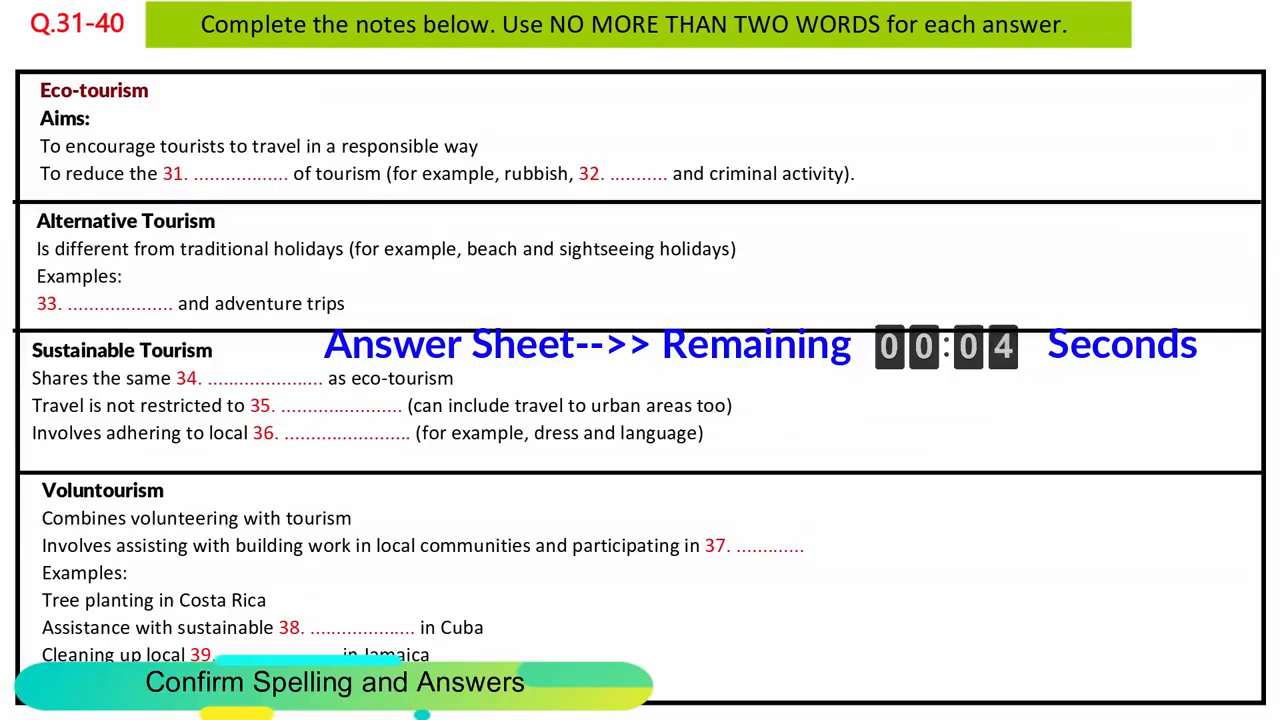 Q.31-40
Complete the notes below. Use NO MORE THAN TWO WORDS for each answer.
Eco-tourism
Aims:
To encourage tourists to travel in a responsible way
To reduce the 31. .................. of tourism (for example, rubbish, 32. ........... and criminal activity).
Alternative Tourism
Is different from traditional holidays (for example, beach and sightseeing holidays)
Examples:
33. .................... and adventure trips
Answer Sheet-->> Remaining 00:04 Seconds
Sustainable Tourism
Shares the same 34. ...................... as eco-tourism
Travel is not restricted to 35. ....................... (can include travel to urban areas too)
Involves adhering to local 36. ........................ (for example, dress and language)
Voluntourism
Combines volunteering with tourism
Involves assisting with building work in local communities and participating in 37. .............
Examples:
Tree planting in Costa Rica
Assistance with sustainable 38. .................... in Cuba
Cleaning up local 39. in Jamaica
Confirm Spelling and Answers